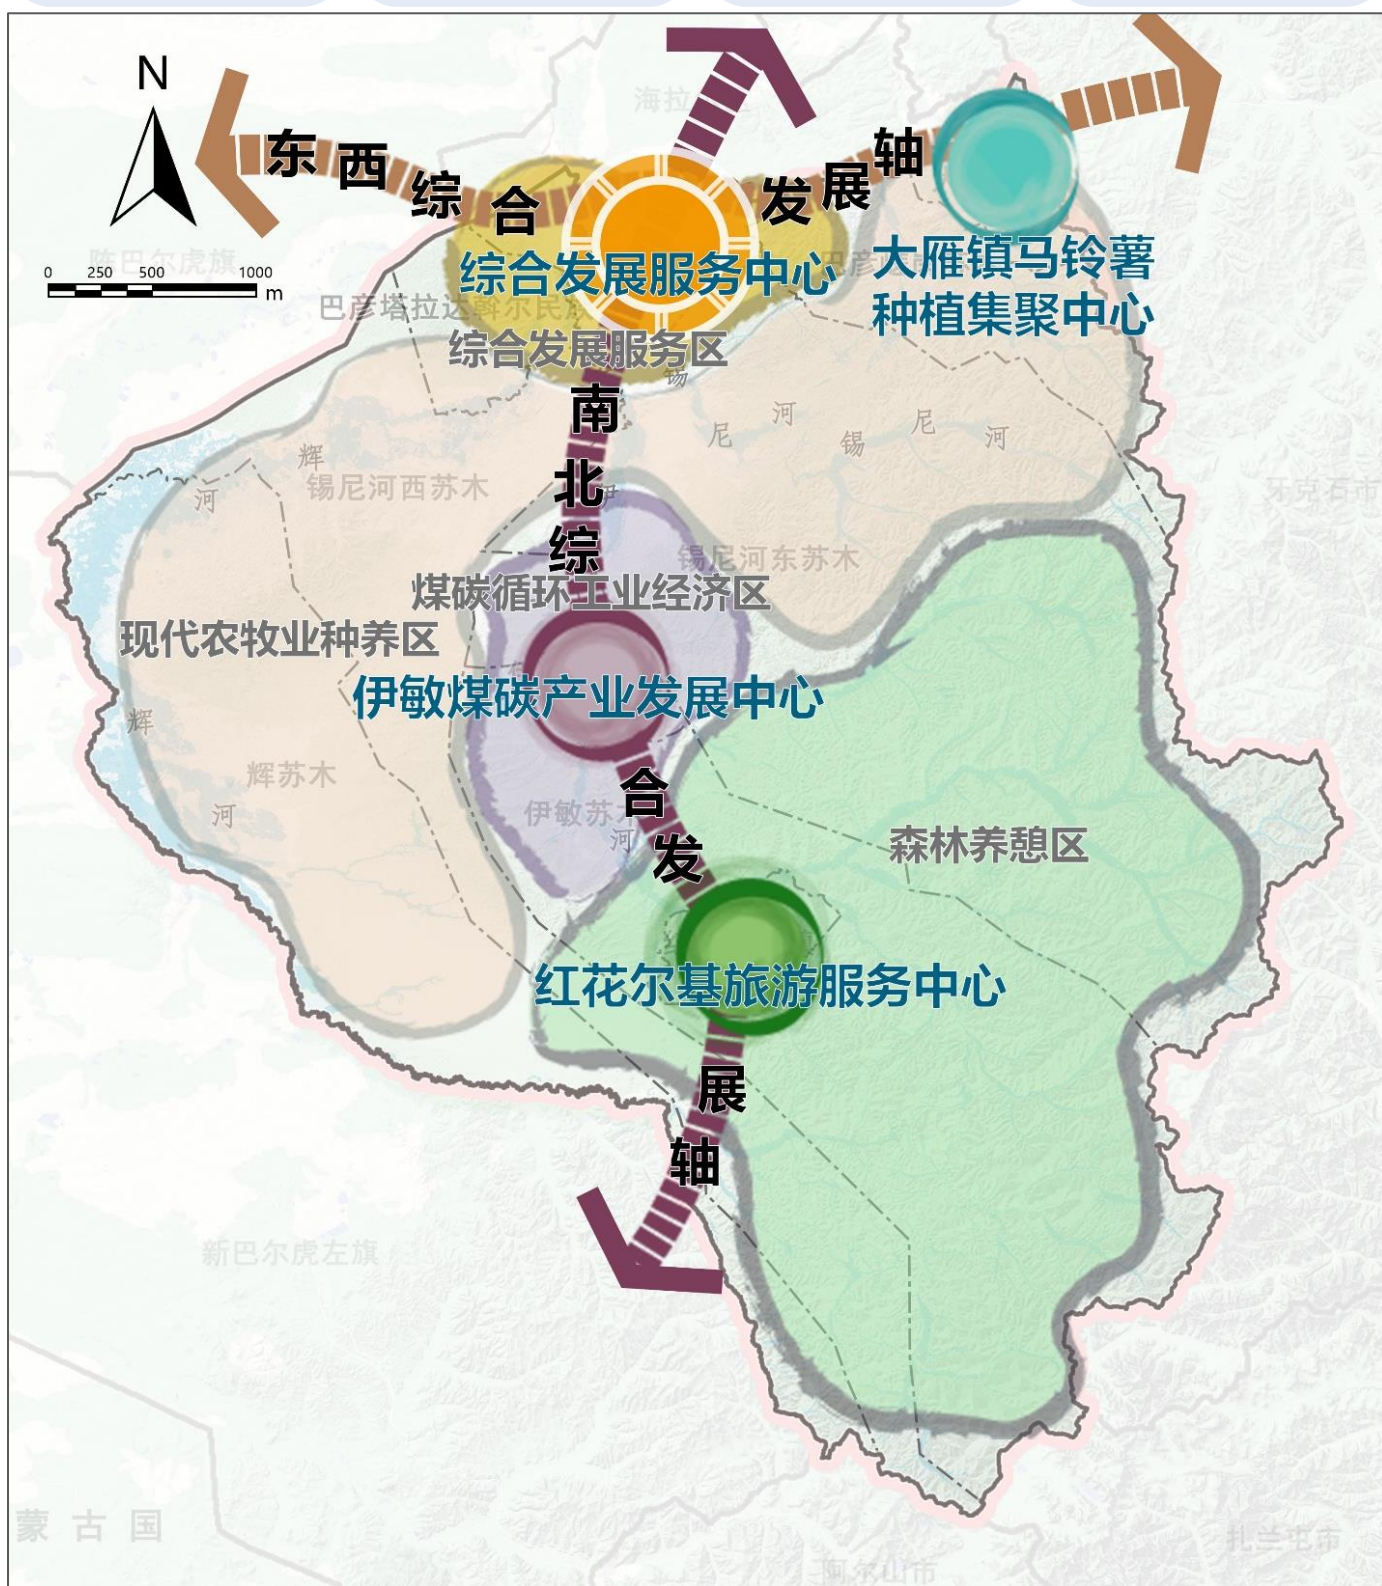 N
海拉
东西综合发展轴
陈巴尔虎旗
0 250 500 1000
m
综合发展服务中心
大雁镇马铃薯
种植集聚中心
巴彦
巴彦塔拉达斡尔民族
综合发展服务区
锡尼河
锡尼河
辉河
锡尼河西苏木
南北综合发展轴
伊
牙克石市
锡尼河东苏木
煤碳循环工业经济区
现代农牧业种养区
伊敏煤碳产业发展中心
辉河
辉苏木
伊敏苏木
河
森林养憩区
红花尔基旅游服务中心
新巴尔虎左旗
蒙古国
扎兰屯市
阿尔山市